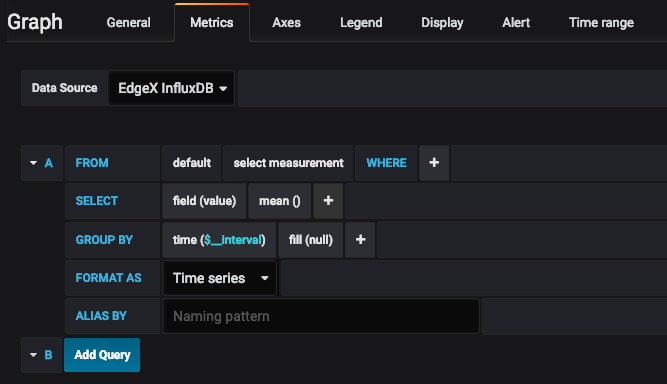 Graph General Metrics Axes Legend Display Alert Time range
Data Source EdgeX InfluxDB
A FROM default select measurement WHERE +
SELECT field (value) mean () +
GROUP BY time ($__interval) fill (null) +
FORMAT AS Time series
ALIAS BY Naming pattern
B Add Query